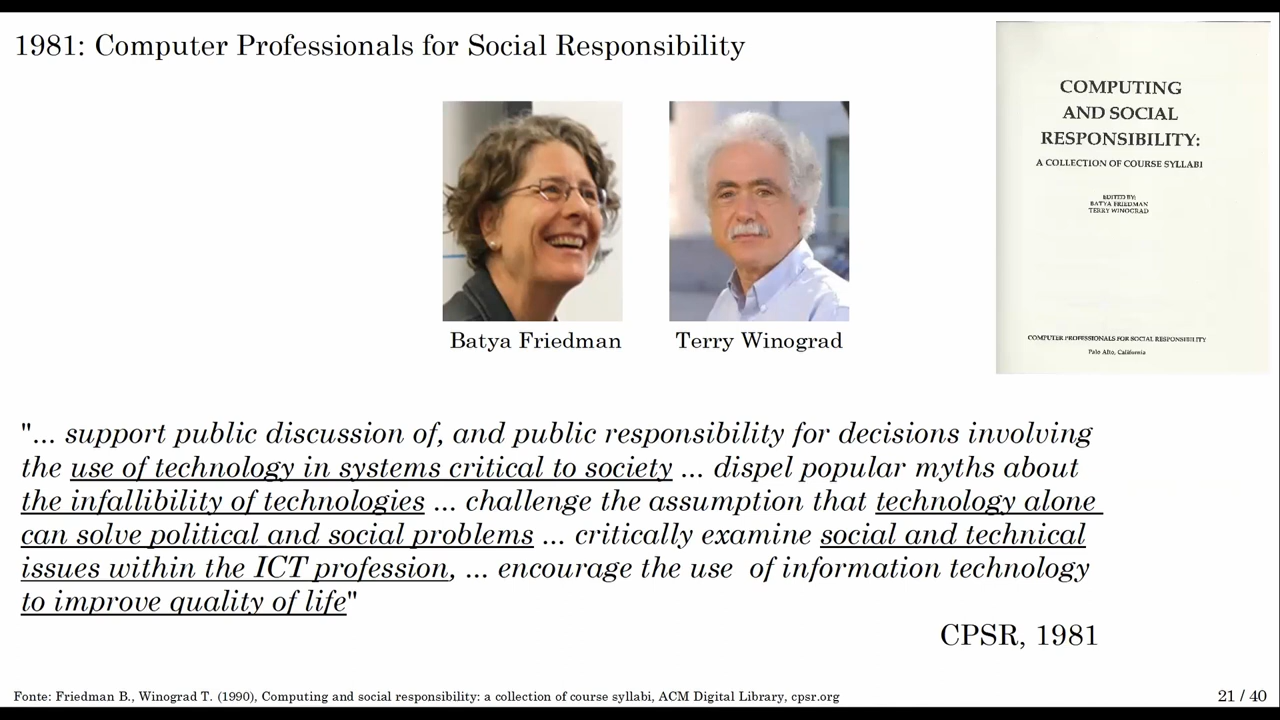 1981: Computer Professionals for Social Responsibility
COMPUTING
AND SOCIAL
RESPONSIBILITY:
A COLLECTION OF COURSE SYLLABI
EDITED BY:
BATYA FRIEDMAN
TERRY WINOGRAD
COMPUTER PROFESSIONALS FOR SOCIAL RESPONSIBILITY
Palo Alto, California
Batya Friedman
Terry Winograd
"... support public discussion of, and public responsibility for decisions involving
the use of technology in systems critical to society ... dispel popular myths about
the infallibility of technologies ... challenge the assumption that technology alone
can solve political and social problems ... critically examine social and technical
issues within the ICT profession, ... encourage the use of information technology
to improve quality of life"
CPSR, 1981
Fonte: Friedman B., Winograd T. (1990), Computing and social responsibility: a collection of course syllabi, ACM Digital Library, cpsr.org
21 / 40